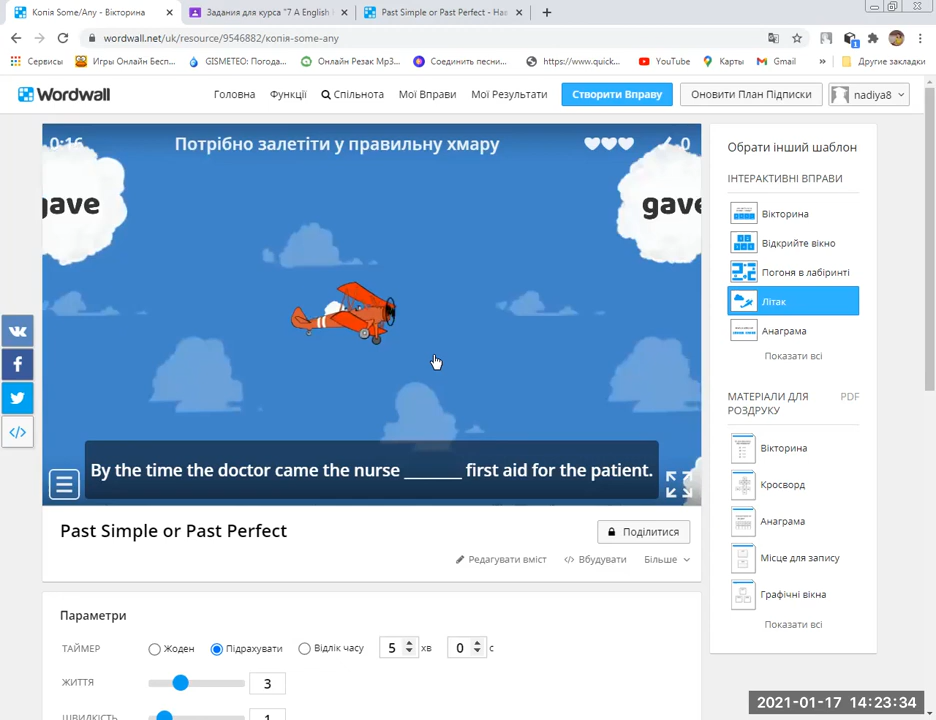 Копія Some/Any - Вікторина
Задания для курса "7 A English
Past Simple or Past Perfect - На
wordwall.net/uk/resource/9546882/копія-some-any
Сервисы
Игры Онлайн Бесп...
GISMETEO: Погода...
Онлайн Резак Mp3...
Соединить песни...
https://www.quick...
YouTube
Карты
Gmail
»
Другие закладки
Wordwall
Головна
Функції
Спільнота
Мої Вправи
Мої Результати
Створити Вправу
Оновити План Підписки
nadiya8
0:16
Потрібно залетіти у правильну хмару
0
gave
gave
By the time the doctor came the nurse _______ first aid for the patient.
Past Simple or Past Perfect
Поділитися
Редагувати вміст
Вбудувати
Більше
Параметри
ТАЙМЕР
Жоден
Підрахувати
Відлік часу
5
хв
0
с
ЖИТТЯ
3
ШВИДКІСТЬ
1
Обрати інший шаблон
ІНТЕРАКТИВНІ ВПРАВИ
Вікторина
Відкрийте вікно
Погоня в лабіринті
Літак
Анаграма
Показати всі
МАТЕРІАЛИ ДЛЯ
РОЗДРУКУ
PDF
Вікторина
Кросворд
Анаграма
Місце для запису
Графічні вікна
Показати всі
2021-01-17 14:23:34